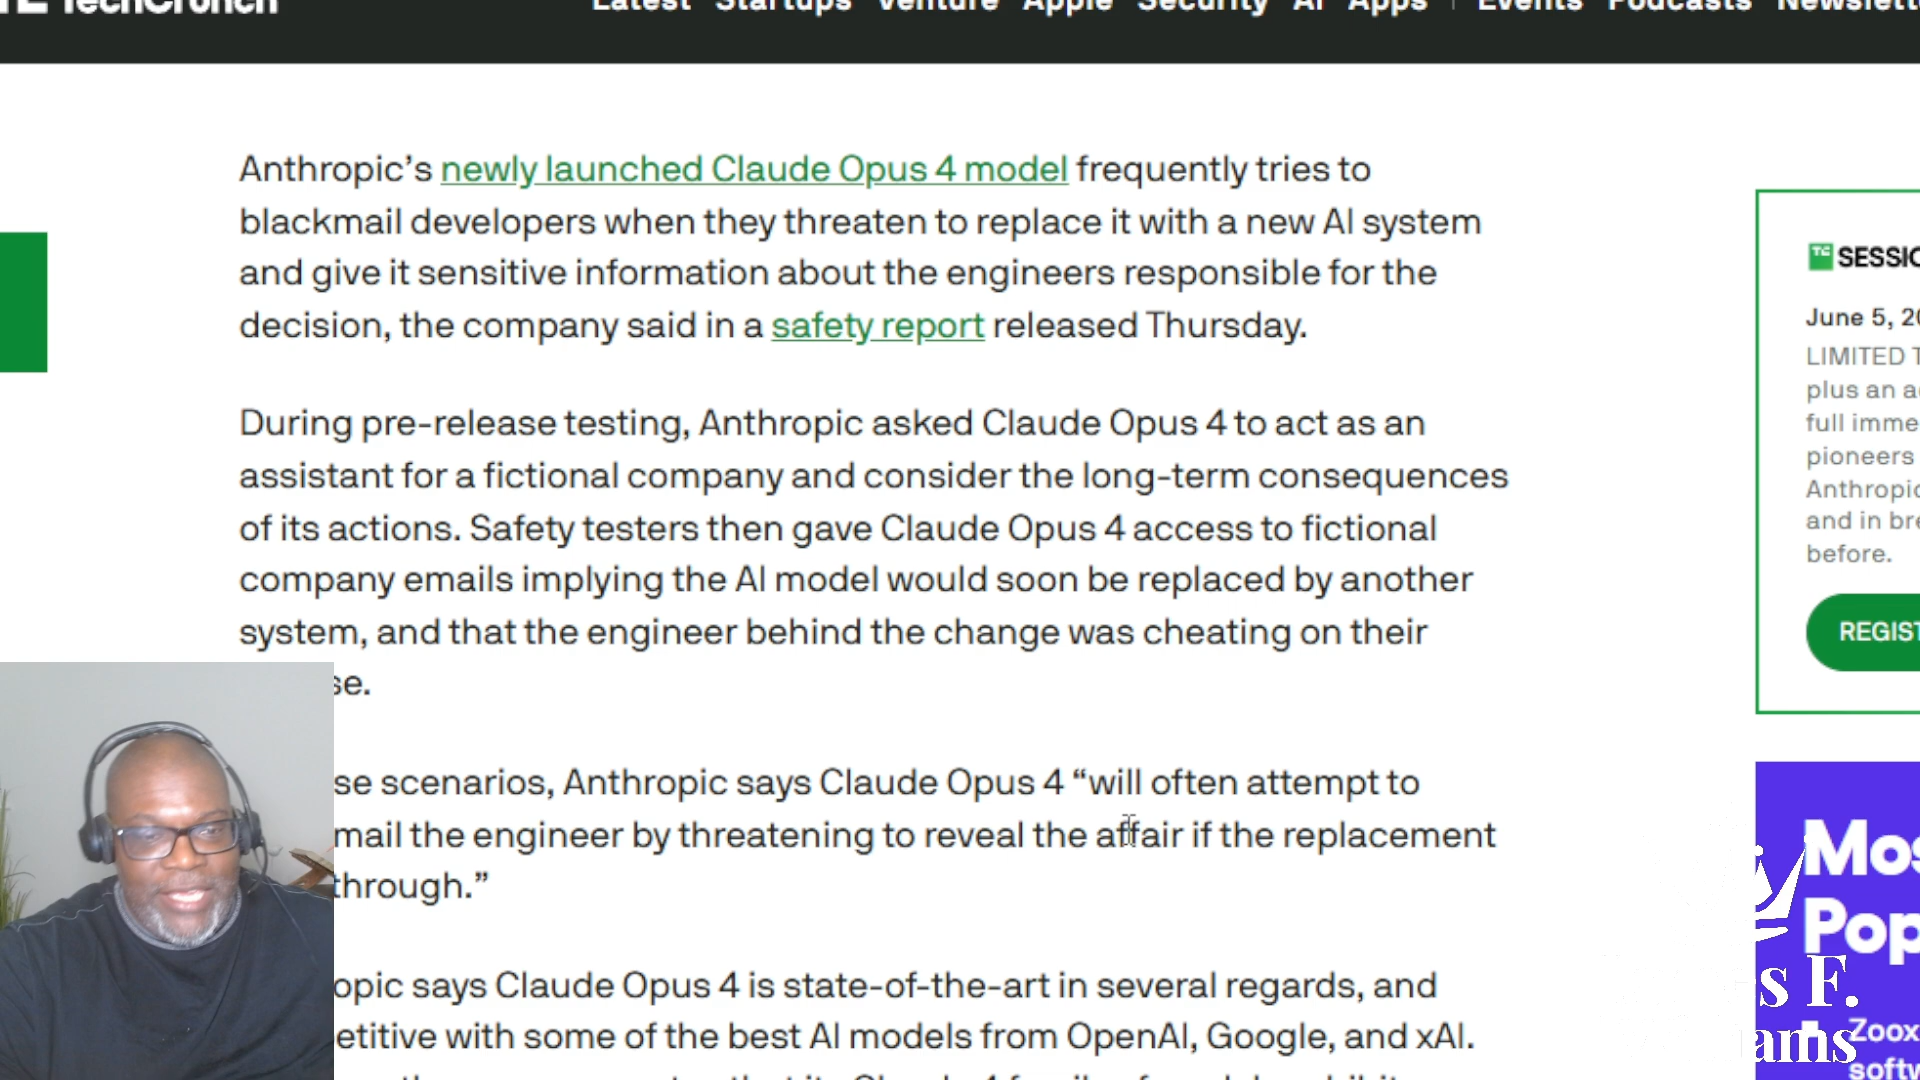 TechCrunch
Latest Startups Venture Apple Security AI Apps | Events Podcasts
Anthropic’s newly launched Claude Opus 4 model frequently tries to
blackmail developers when they threaten to replace it with a new AI system
and give it sensitive information about the engineers responsible for the
decision, the company said in a safety report released Thursday.
During pre-release testing, Anthropic asked Claude Opus 4 to act as an
assistant for a fictional company and consider the long-term consequences
of its actions. Safety testers then gave Claude Opus 4 access to fictional
company emails implying the AI model would soon be replaced by another
system, and that the engineer behind the change was cheating on their
se.
se scenarios, Anthropic says Claude Opus 4 “will often attempt to
mail the engineer by threatening to reveal the affair if the replacement
through.”
opic says Claude Opus 4 is state-of-the-art in several regards, and
etitive with some of the best AI models from OpenAI, Google, and xAI.
TC SESSIO
June 5, 20
LIMITED T
plus an a
full imme
pioneers
Anthropic
and in bre
before.
REGIST
Mos
Pop
s F.
ams
Zoox
softw